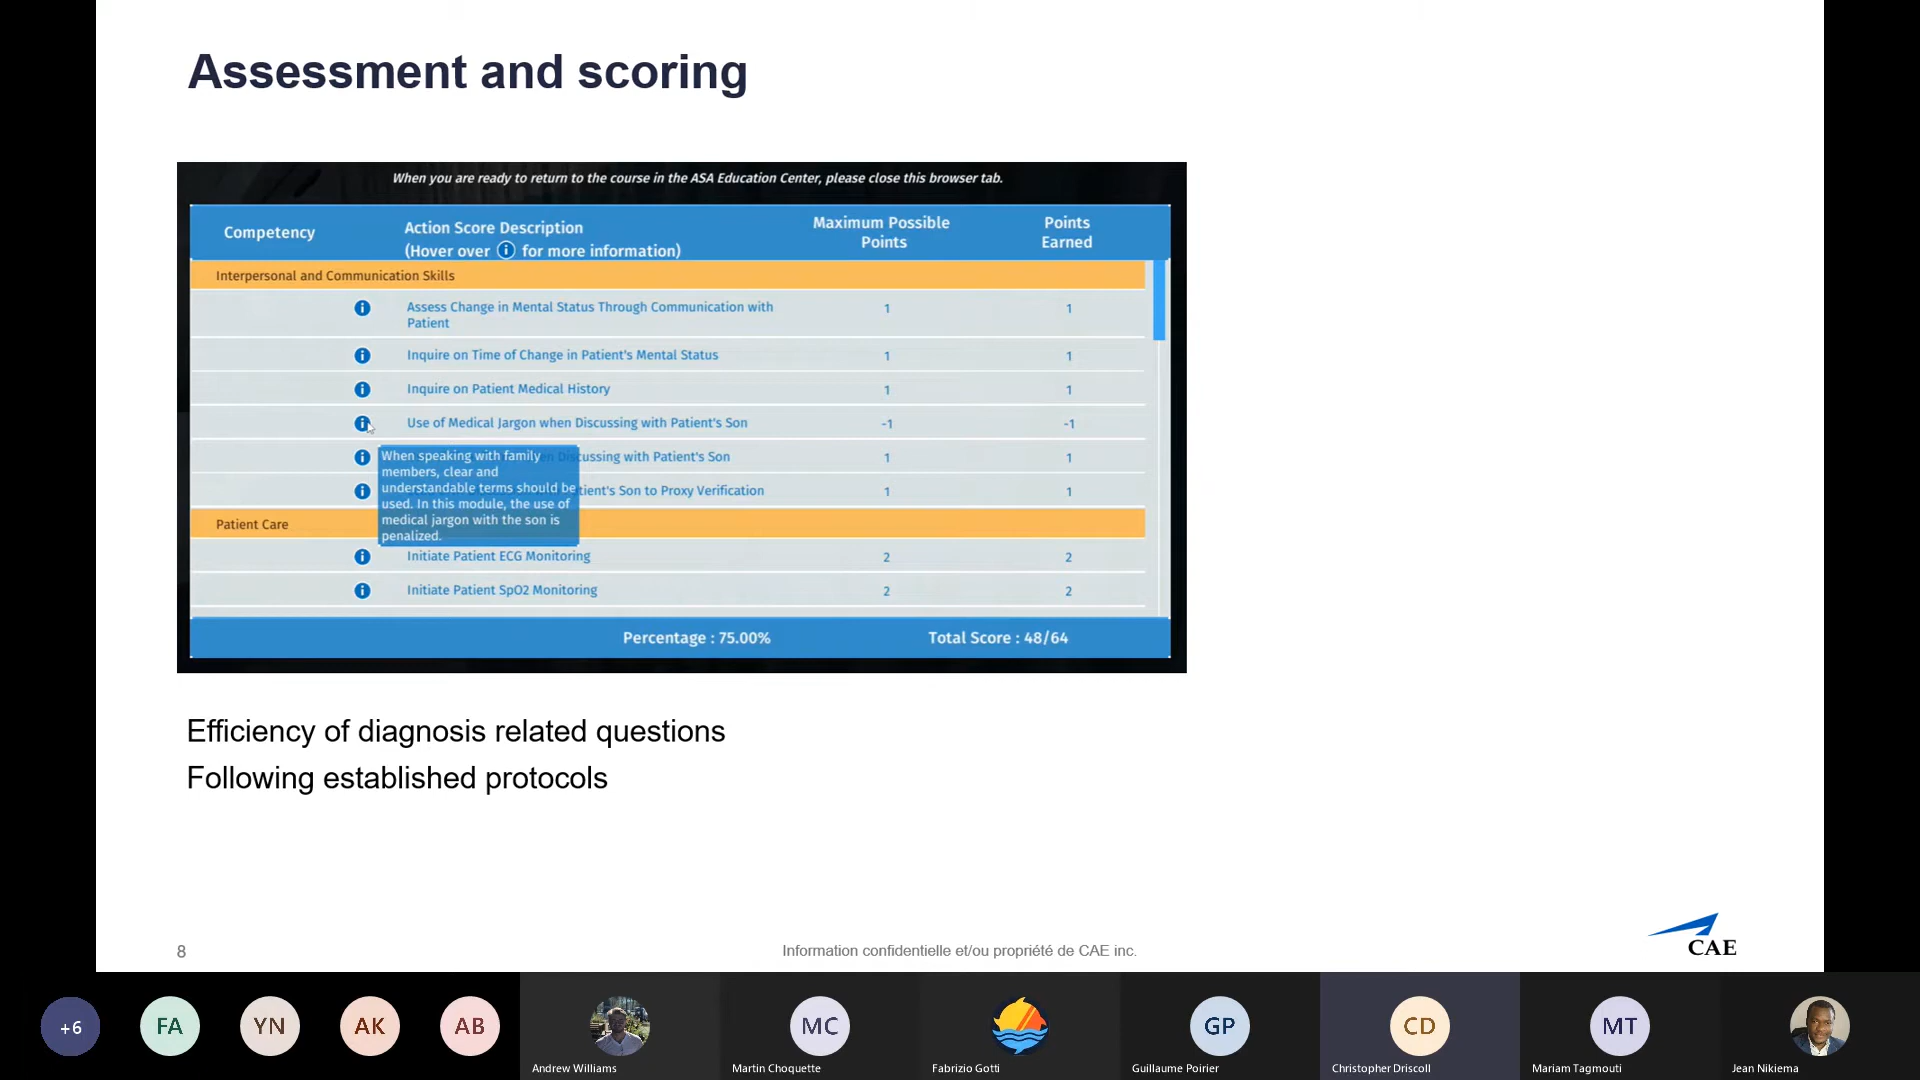 Assessment and scoring
When you are ready to return to the course in the ASA Education Center, please close this browser tab.
Competency
Action Score Description
(Hover over i for more information)
Maximum Possible
Points
Points
Earned
Interpersonal and Communication Skills
i Assess Change in Mental Status Through Communication with
Patient
1 1
i Inquire on Time of Change in Patient's Mental Status 1 1
i Inquire on Patient Medical History 1 1
i Use of Medical Jargon when Discussing with Patient's Son -1 -1
i Discussing with Patient's Son 1 1
i Patient's Son to Proxy Verification 1 1
When speaking with family
members, clear and
understandable terms should be
used. In this module, the use of
medical jargon with the son is
penalized.
Patient Care
i Initiate Patient ECG Monitoring 2 2
i Initiate Patient SpO2 Monitoring 2 2
Percentage : 75.00% Total Score : 48/64
Efficiency of diagnosis related questions
Following established protocols
8
Information confidentielle et/ou propriété de CAE inc.
CAE
+6 FA YN AK AB MC GP CD MT
Andrew Williams Martin Choquette Fabrizio Gotti Guillaume Poirier Christopher Driscoll Mariam Tagmouti Jean Nikiema